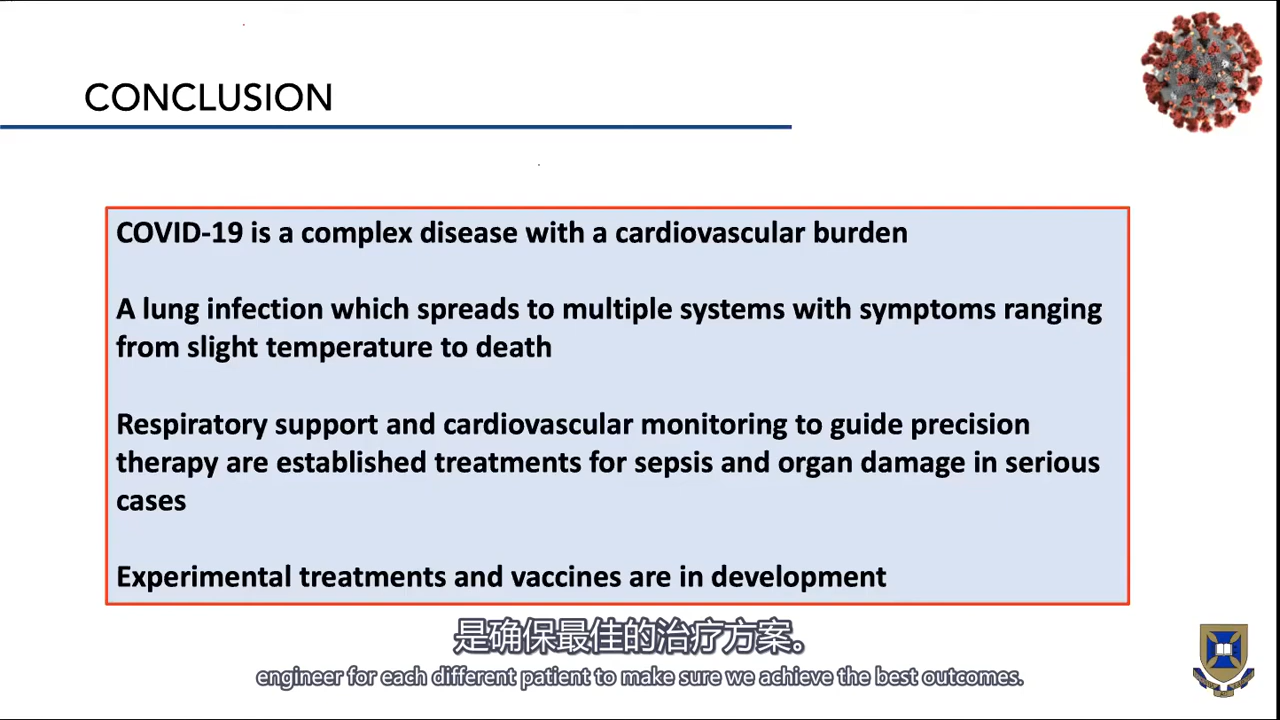 CONCLUSION
COVID-19 is a complex disease with a cardiovascular burden
A lung infection which spreads to multiple systems with symptoms ranging
from slight temperature to death
Respiratory support and cardiovascular monitoring to guide precision
therapy are established treatments for sepsis and organ damage in serious
cases
Experimental treatments and vaccines are in development
是确保最佳的治疗方案。
engineer for each different patient to make sure we achieve the best outcomes.